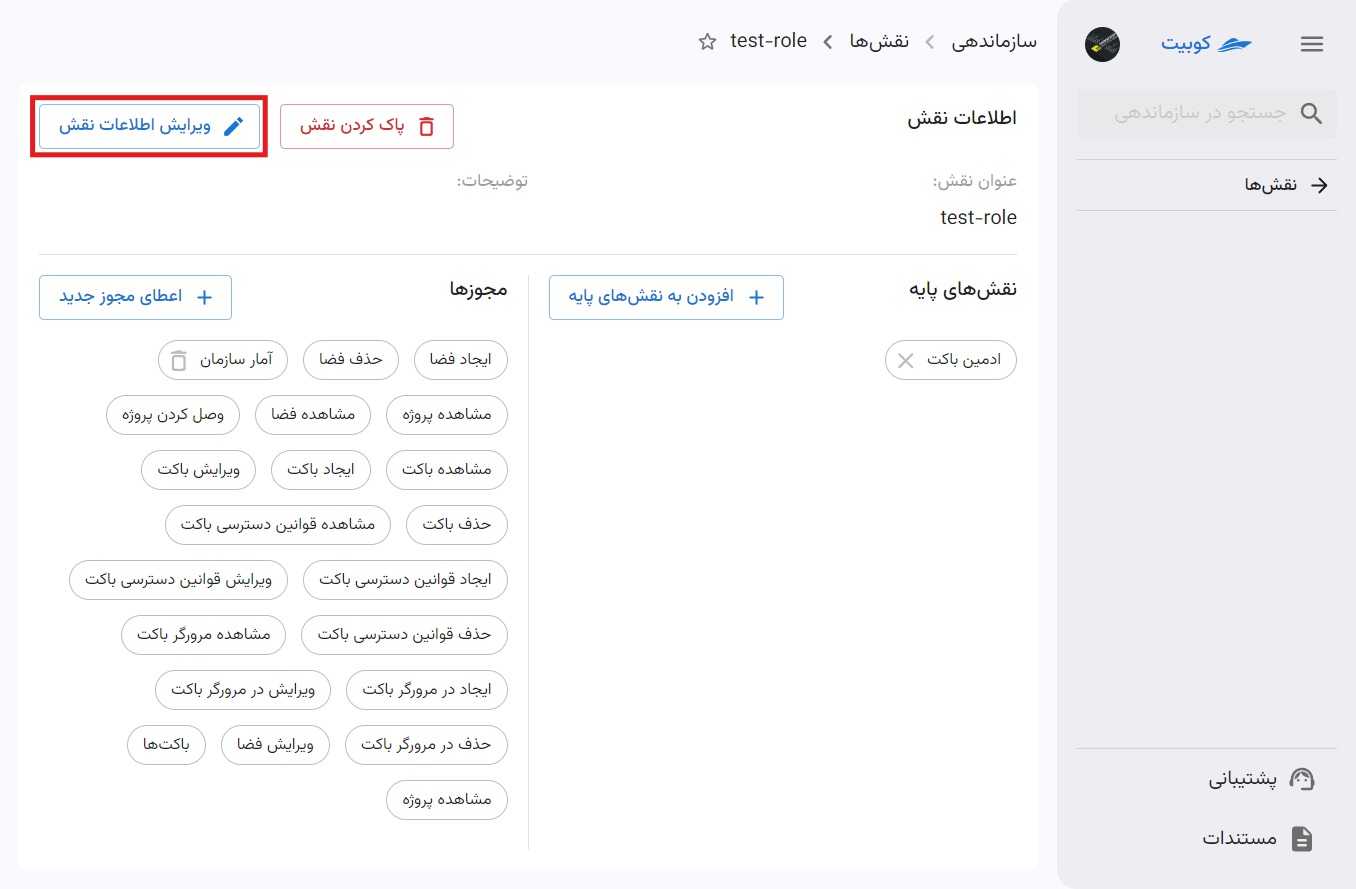 کوبیت
جستجو در سازماندهی
نقش‌ها
پشتیبانی
مستندات
سازماندهی
نقش‌ها
test-role
اطلاعات نقش
پاک کردن نقش
ویرایش اطلاعات نقش
عنوان نقش:
test-role
توضیحات:
نقش‌های پایه
افزودن به نقش‌های پایه
ادمین باکت
مجوزها
اعطای مجوز جدید
ایجاد فضا حذف فضا آمار سازمان
مشاهده پروژه مشاهده فضا وصل کردن پروژه
مشاهده باکت ایجاد باکت ویرایش باکت
حذف باکت مشاهده قوانین دسترسی باکت
ایجاد قوانین دسترسی باکت ویرایش قوانین دسترسی باکت
حذف قوانین دسترسی باکت مشاهده مرورگر باکت
ایجاد در مرورگر باکت ویرایش در مرورگر باکت
حذف در مرورگر باکت ویرایش فضا باکت‌ها
مشاهده پروژه